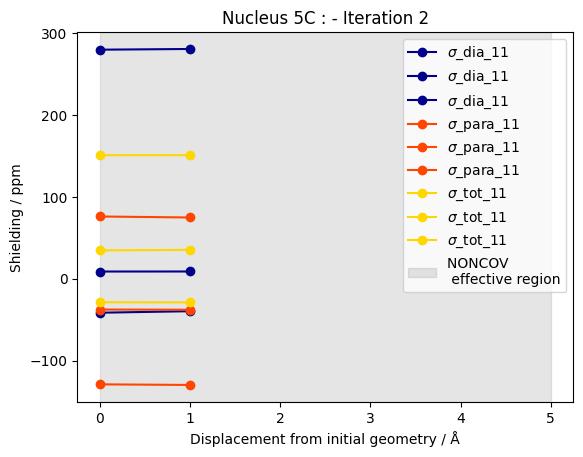 Nucleus 5C : - Iteration 2
300
200
100
0
−100
Shielding / ppm
0
1
2
3
4
5
Displacement from initial geometry / Å
σ_dia_11
σ_dia_11
σ_dia_11
σ_para_11
σ_para_11
σ_para_11
σ_tot_11
σ_tot_11
σ_tot_11
NONCOV
effective region